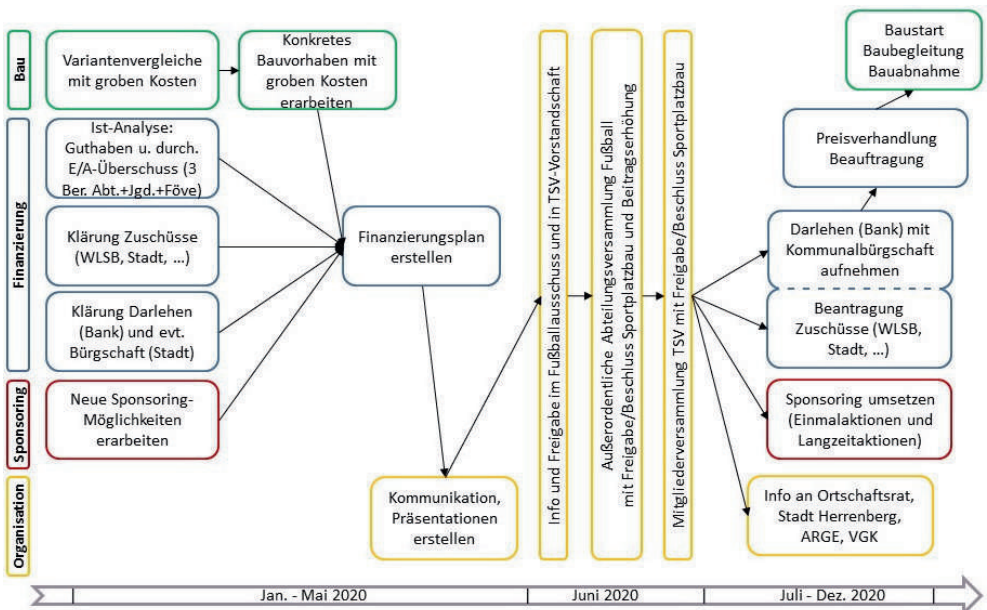 Bau
Variantenvergleiche
mit groben Kosten
Konkretes
Bauvorhaben mit
groben Kosten
erarbeiten
Finanzierung
Ist-Analyse:
Guthaben u. durch.
E/A-Überschuss (3
Ber. Abt.+Jgd.+Föve)
Klärung Zuschüsse
(WLSB, Stadt, ...)
Klärung Darlehen
(Bank) und evt.
Bürgschaft (Stadt)
Finanzierungsplan
erstellen
Sponsoring
Neue Sponsoring-
Möglichkeiten
erarbeiten
Organisation
Kommunikation,
Präsentationen
erstellen
Info und Freigabe im Fußballausschuss und in TSV-Vorstandschaft
Außerordentliche Abteilungsversammlung Fußball
mit Freigabe/Beschluss Sportplatzbau und Beitragserhöhung
Mitgliederversammlung TSV mit Freigabe/Beschluss Sportplatzbau
Baustart
Baubegleitung
Bauabnahme
Preisverhandlung
Beauftragung
Darlehen (Bank) mit
Kommunalbürgschaft
aufnehmen
Beantragung
Zuschüsse (WLSB,
Stadt, ...)
Sponsoring umsetzen
(Einmalaktionen und
Langzeitaktionen)
Info an Ortschaftsrat,
Stadt Herrenberg,
ARGE, VGK
Jan. - Mai 2020
Juni 2020
Juli - Dez. 2020